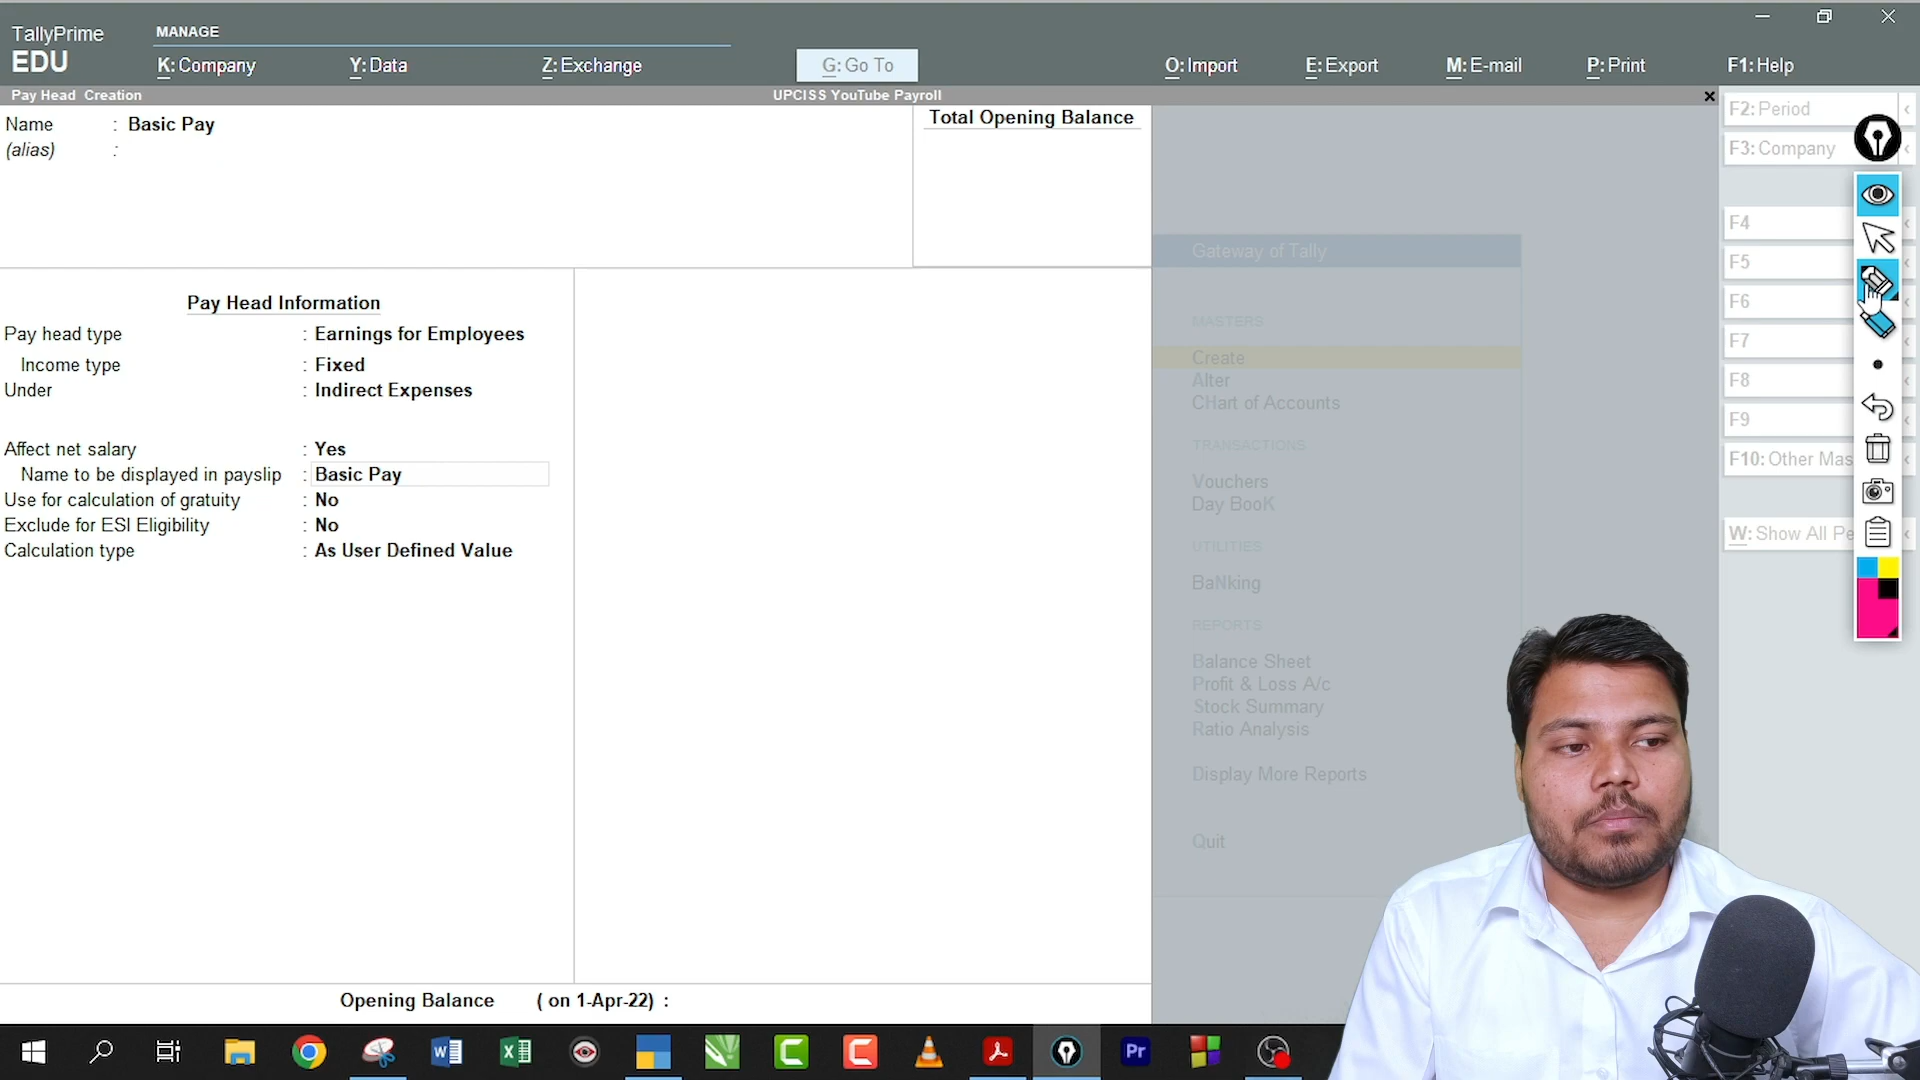 TallyPrime
EDU
MANAGE
K: Company
Y: Data
Z: Exchange
G: Go To
O: Import
E: Export
M: E-mail
P: Print
F1: Help
Pay Head Creation
UPCISS YouTube Payroll
Name : Basic Pay
(alias) :
Total Opening Balance
Pay Head Information
Pay head type : Earnings for Employees
Income type : Fixed
Under : Indirect Expenses
Affect net salary : Yes
Name to be displayed in payslip : Basic Pay
Use for calculation of gratuity : No
Exclude for ESI Eligibility : No
Calculation type : As User Defined Value
Opening Balance ( on 1-Apr-22) :
Gateway of Tally
MASTERS
Create
Alter
CHart of Accounts
TRANSACTIONS
Vouchers
Day BooK
UTILITIES
BaNking
REPORTS
Balance Sheet
Profit & Loss A/c
Stock Summary
Ratio Analysis
Display More Reports
Quit
F2: Period
F3: Company
F4
F5
F6
F7
F8
F9
F10: Other Mas
W: Show All Pe
Pr